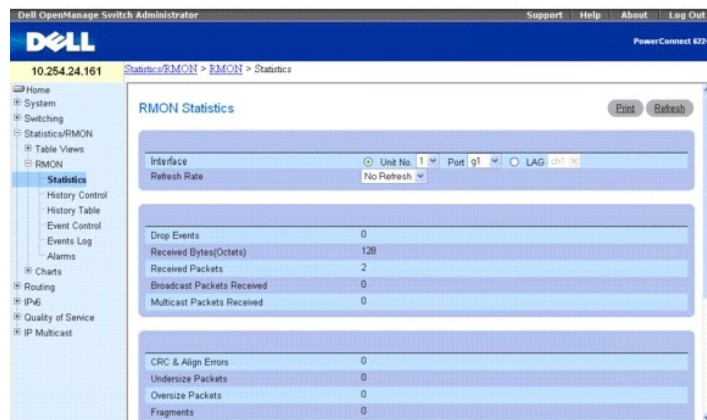 Dell OpenManage Switch Administrator
Support Help About Log Out
DELL
PowerConnect 622
10.254.24.161
Statistics/RMON > RMON > Statistics
Home
System
Switching
Statistics/RMON
Table Views
RMON
Statistics
History Control
History Table
Event Control
Events Log
Alarms
Charts
Routing
IPv6
Quality of Service
IP Multicast
RMON Statistics
Print Refresh
Interface Unit No. 1 Port g1 LAG ch1
Refresh Rate No Refresh
Drop Events 0
Received Bytes(Octets) 128
Received Packets 2
Broadcast Packets Received 0
Multicast Packets Received 0
CRC & Align Errors 0
Undersize Packets 0
Oversize Packets 0
Fragments 0